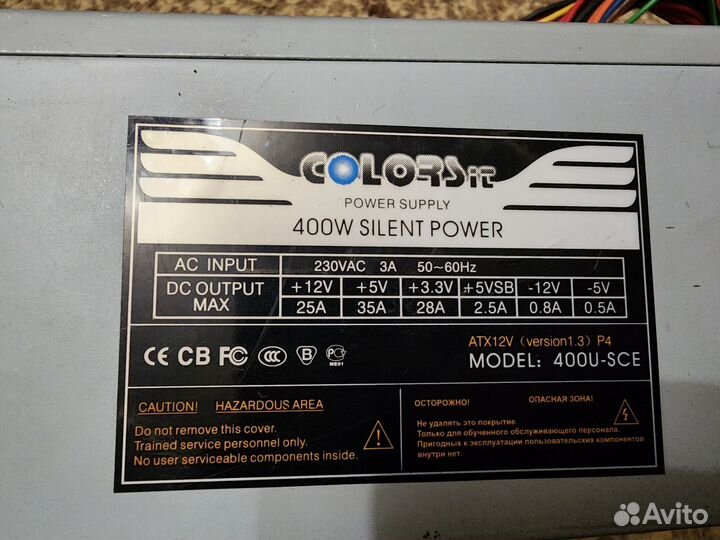 COLORSit
POWER SUPPLY
400W SILENT POWER
AC INPUT 230VAC 3A 50~60Hz
DC OUTPUT MAX +12V +5V +3.3V +5VSB -12V -5V
25A 35A 28A 2.5A 0.8A 0.5A
ATX12V (version1.3) P4
CE CB FC CCC B PC ME01 MODEL: 400U-SCE
CAUTION! HAZARDOUS AREA
Do not remove this cover.
Trained service personnel only.
No user serviceable components inside.
ОСТОРОЖНО! ОПАСНАЯ ЗОНА!
Не удалять это покрытие.
Только для обученного обслуживающего персонала.
Пригодных к эксплуатации пользовательских компонентов
внутри нет.
Avito